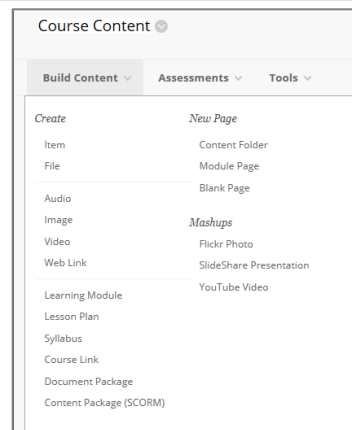 Course Content
Build Content
Assessments
Tools
Create
Item
File
Audio
Image
Video
Web Link
Learning Module
Lesson Plan
Syllabus
Course Link
Document Package
Content Package (SCORM)
New Page
Content Folder
Module Page
Blank Page
Mashups
Flickr Photo
SlideShare Presentation
YouTube Video